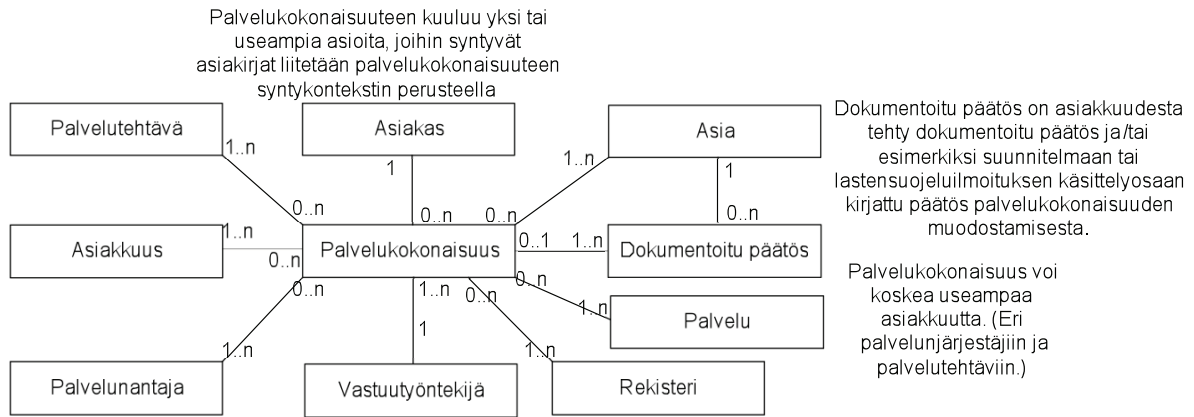 Palvelukokonaisuuteen kuuluu yksi tai
useampia asioita, joihin syntyvät
asiakirjat liitetään palvelukokonaisuuteen
syntykontekstin perusteella
Palvelutehtävä
Asiakas
Asia
Dokumentoitu päätös on asiakkuudesta
tehty dokumentoitu päätös ja/tai
esimerkiksi suunnitelmaan tai
lastensuojeluilmoituksen käsittelyosaan
kirjattu päätös palvelukokonaisuuden
muodostamisesta.
1..n
1
1..n
1
0..n
0..n
0..n
0..n
Asiakkuus
1..n
0..n
Palvelukokonaisuus
0..1
1..n
Dokumentoitu päätös
0..n
1..n
0..n
0..n
1..n
Palvelu
Palvelukokonaisuus voi
koskea useampaa
asiakkuutta. (Eri
palvelunjärjestäjiin ja
palvelutehtäviin.)
1..n
1
1..n
Palvelunantaja
Vastuutyöntekijä
Rekisteri